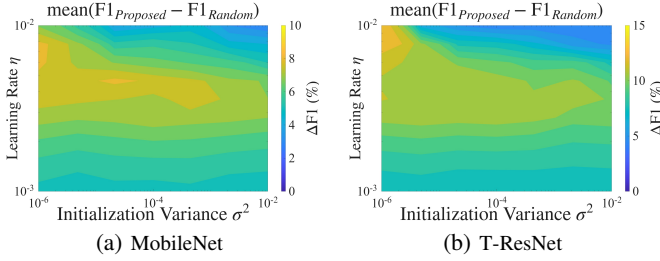 mean(F1Proposed − F1Random)
10⁻²
Learning Rate η
10⁻³
10⁻⁶ 10⁻⁴ 10⁻²
Initialization Variance σ²
10
8
6
4
2
0
ΔF1 (%)
(a) MobileNet
mean(F1Proposed − F1Random)
10⁻²
Learning Rate η
10⁻³
10⁻⁶ 10⁻⁴ 10⁻²
Initialization Variance σ²
15
10
5
0
ΔF1 (%)
(b) T-ResNet